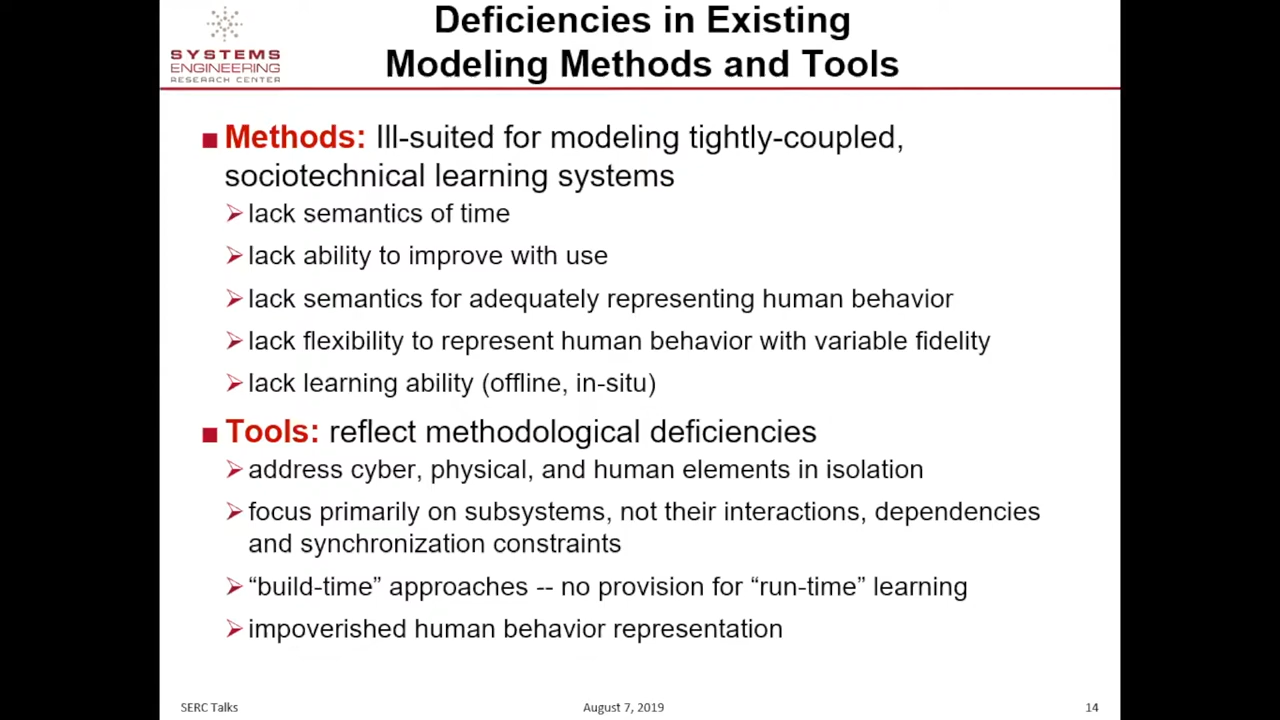 Deficiencies in Existing
Modeling Methods and Tools
SYSTEMS
ENGINEERING
RESEARCH CENTER
Methods: Ill-suited for modeling tightly-coupled,
sociotechnical learning systems
lack semantics of time
lack ability to improve with use
lack semantics for adequately representing human behavior
lack flexibility to represent human behavior with variable fidelity
lack learning ability (offline, in-situ)
Tools: reflect methodological deficiencies
address cyber, physical, and human elements in isolation
focus primarily on subsystems, not their interactions, dependencies
and synchronization constraints
“build-time” approaches -- no provision for “run-time” learning
impoverished human behavior representation
SERC Talks
August 7, 2019
14